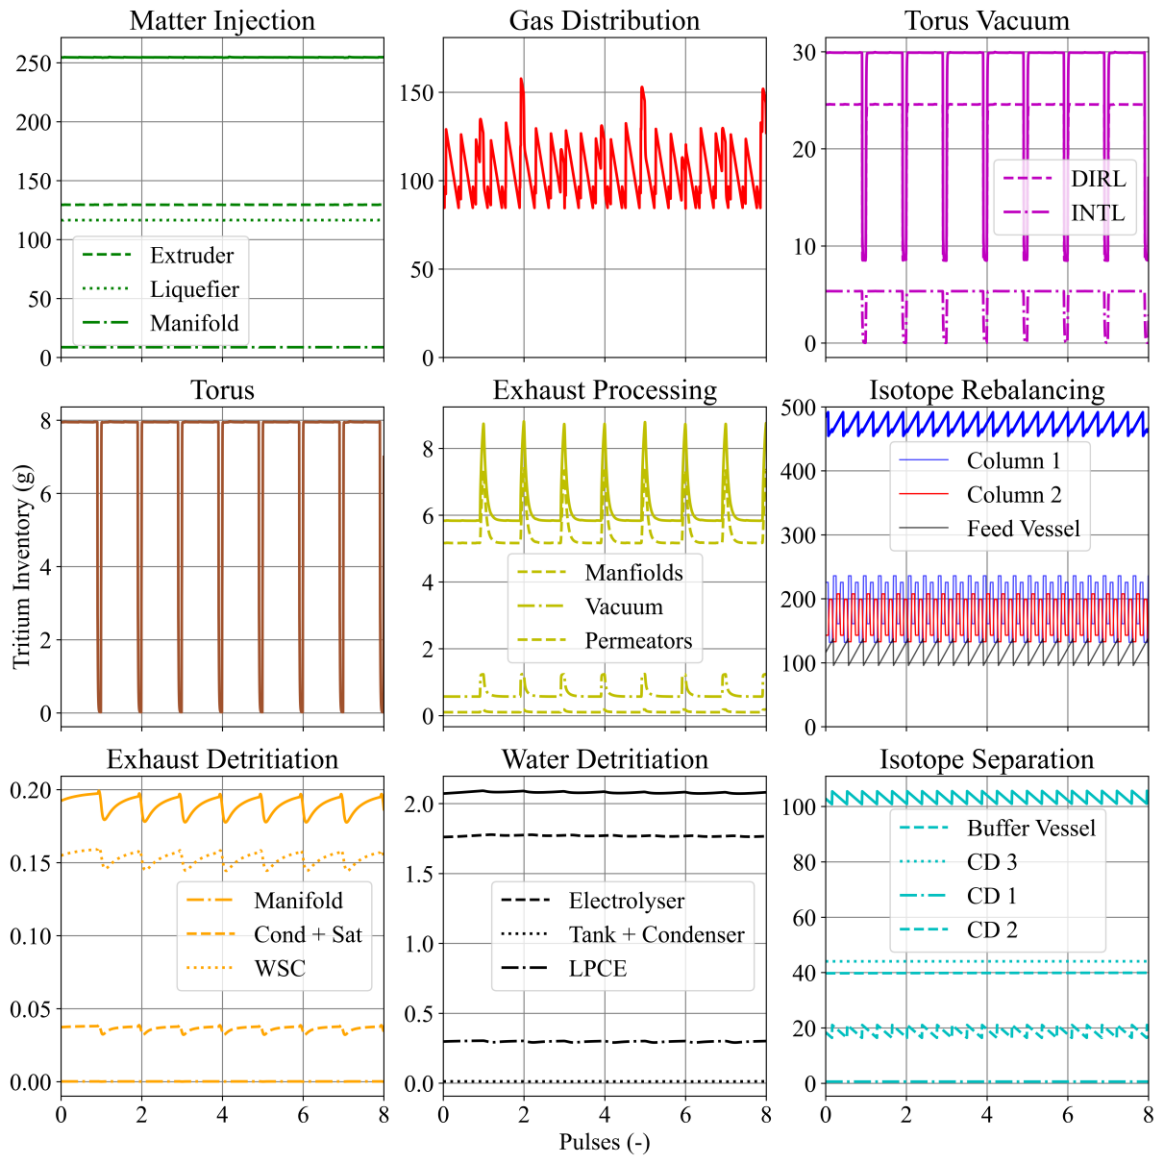 Matter Injection
250
200
150
100
50
0
Extruder
Liquefier
Manifold
Gas Distribution
150
100
50
0
Torus Vacuum
30
20
10
0
DIRL
INTL
Torus
8
6
4
2
0
Tritium Inventory (g)
Exhaust Processing
8
6
4
2
0
Manfiolds
Vacuum
Permeators
Isotope Rebalancing
500
400
300
200
100
0
Column 1
Column 2
Feed Vessel
Exhaust Detritiation
0.20
0.15
0.10
0.05
0.00
Manifold
Cond + Sat
WSC
0 2 4 6 8
Water Detritiation
2.0
1.5
1.0
0.5
0.0
Electrolyser
Tank + Condenser
LPCE
0 2 4 6 8
Pulses (-)
Isotope Separation
100
80
60
40
20
0
Buffer Vessel
CD 3
CD 1
CD 2
0 2 4 6 8